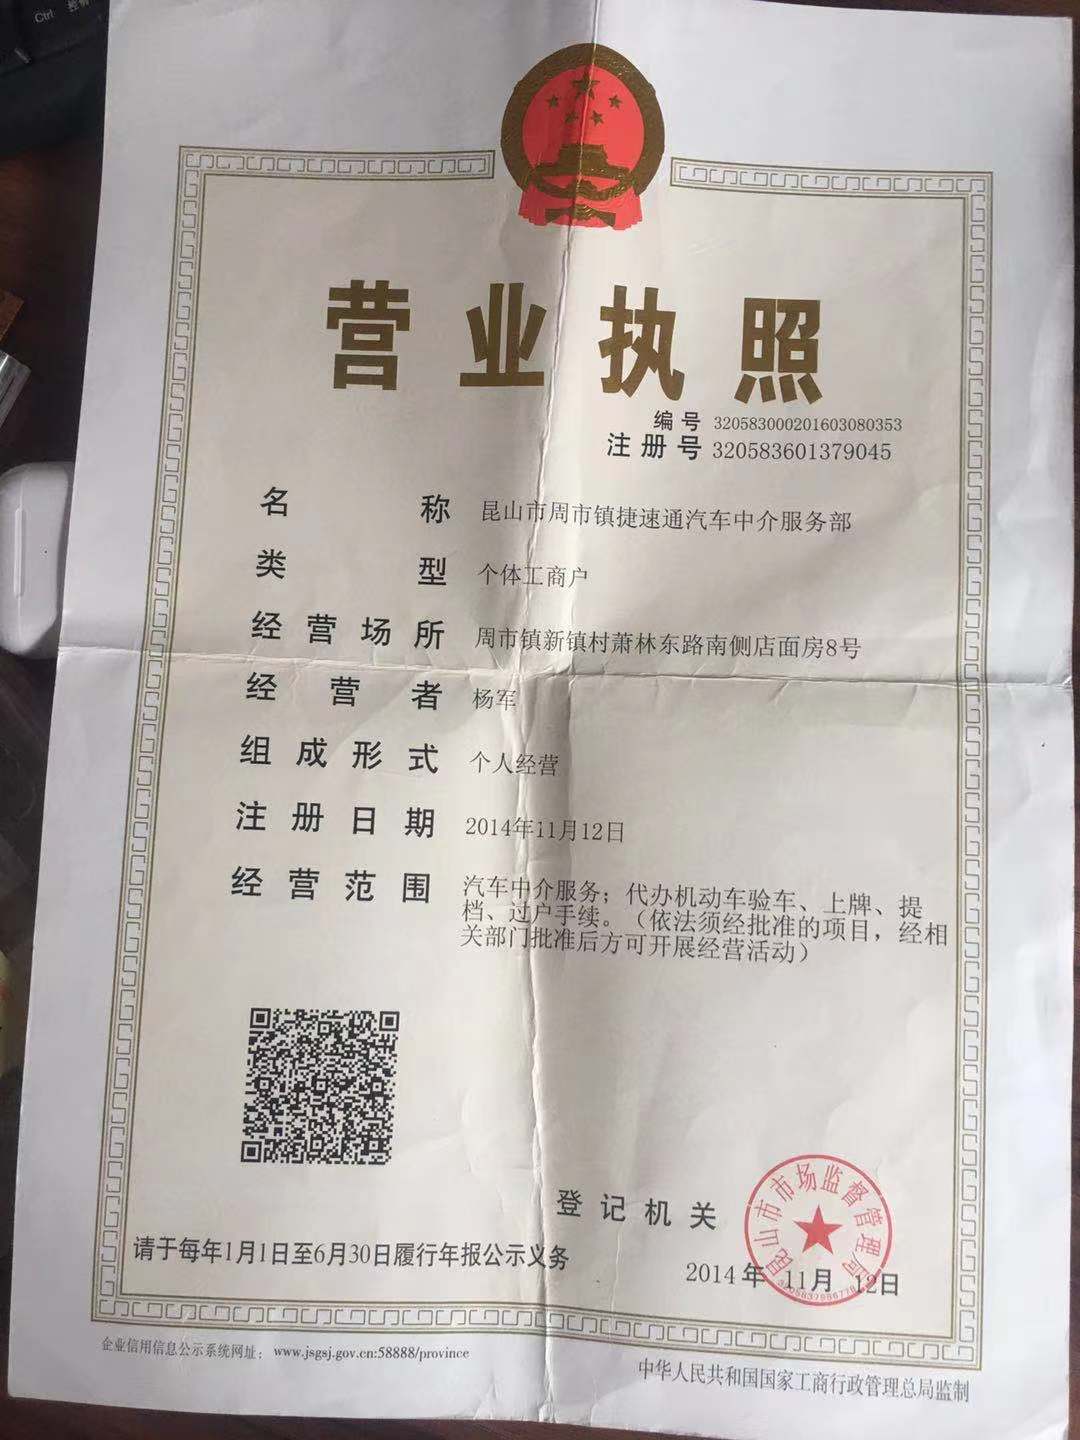 Ctrl
营业执照
编号 320583000201603080353
注册号 320583601379045
名称 昆山市周市镇捷速通汽车中介服务部
类型 个体工商户
经营场所 周市镇新镇村萧林东路南侧店面房8号
经营者 杨军
组成形式 个人经营
注册日期 2014年11月12日
经营范围 汽车中介服务；代办机动车验车、上牌、提
档、过户手续。（依法须经批准的项目，经相
关部门批准后方可开展经营活动）
登记机关
昆山市市场监督管理局
请于每年1月1日至6月30日履行年报公示义务
2014年 11月 12日
企业信用信息公示系统网址： www.jsgsj.gov.cn:58888/province
中华人民共和国国家工商行政管理总局监制